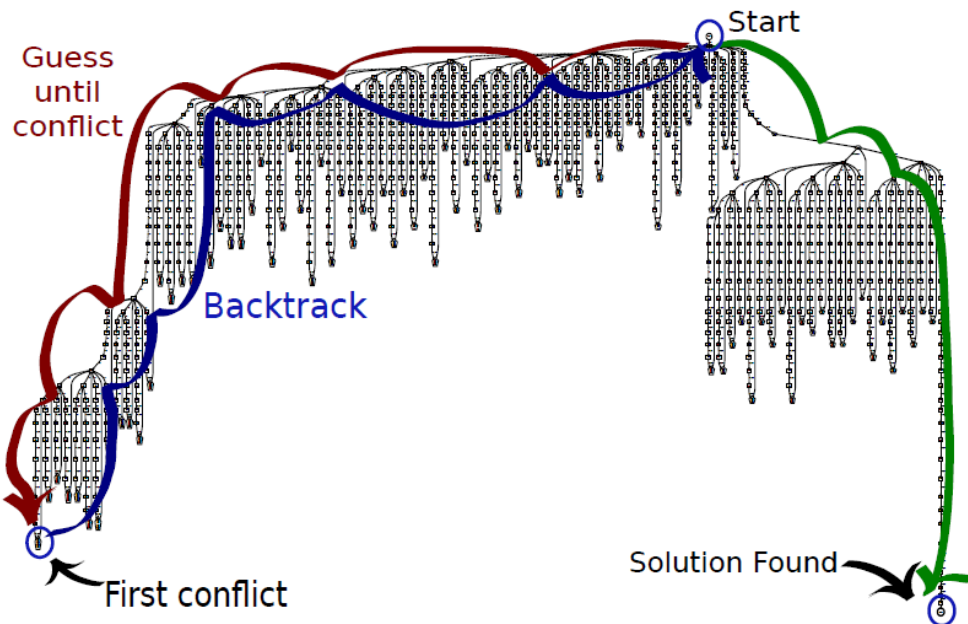 Start
Guess
until
conflict
Backtrack
Solution Found
First conflict